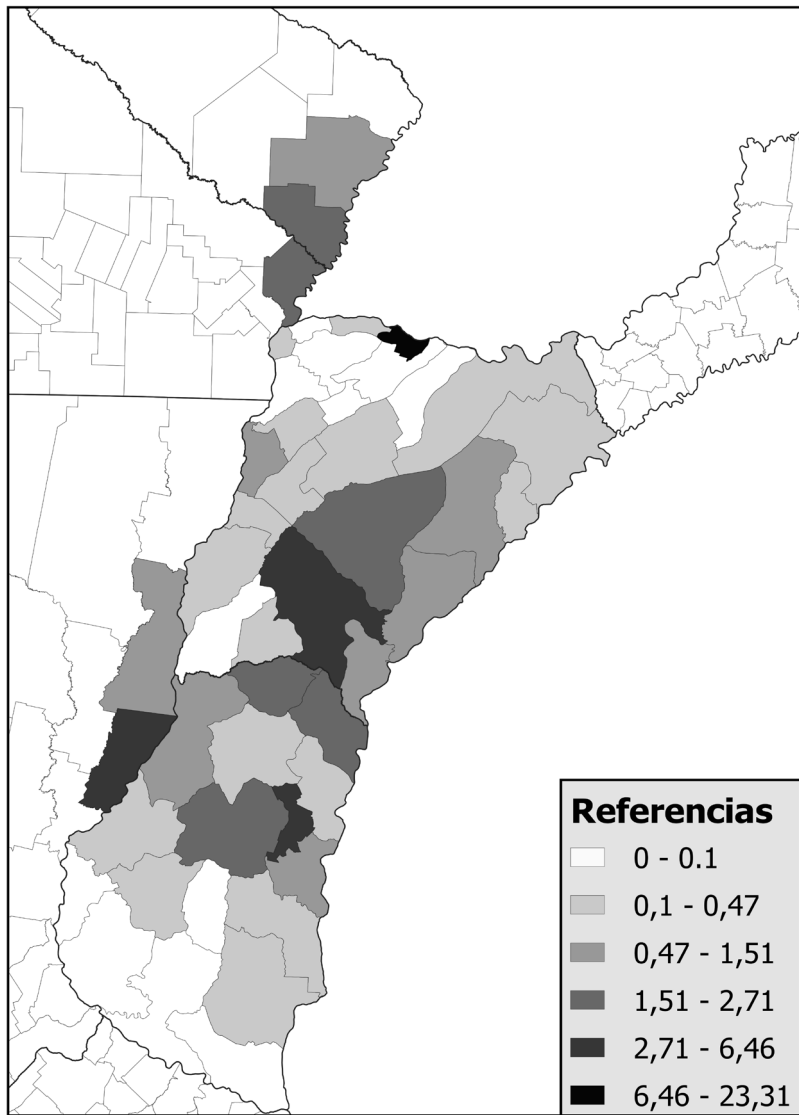 Referencias
0 - 0.1
0,1 - 0,47
0,47 - 1,51
1,51 - 2,71
2,71 - 6,46
6,46 - 23,31